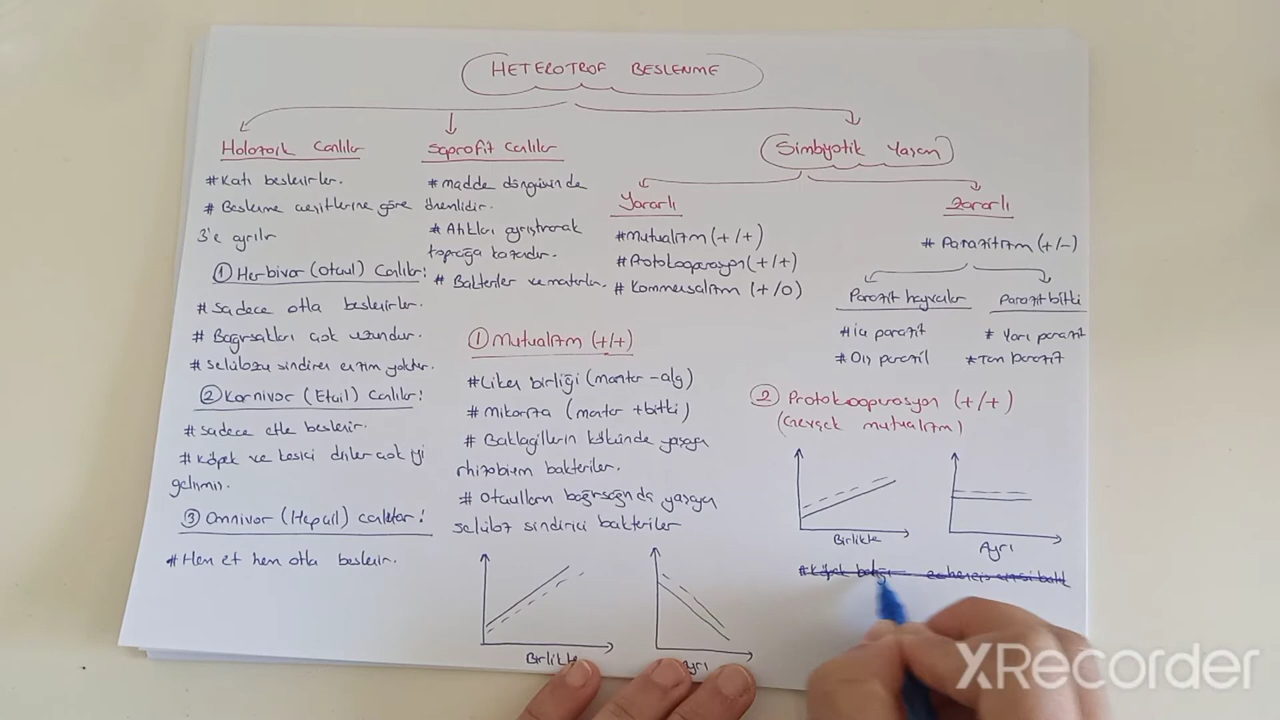 HETEROTROF BESLENME
Holozoik Canlılar
#Katı beslenirler.
# Beslenme çeşitlerine göre
3'e ayrılır
① Herbivor (Otçul) Canlılar:
#Sadece otla beslenirler.
# Bağırsakları çok uzundur.
#Selülozu sindiren enzim yoktur.
② Karnivor (Etçil) Canlılar:
#Sadece etle beslenir.
#Köpek ve kesici dişler çok iyi
gelişmiş.
③ Omnivor (Hepçil) canlılar:
#Hem et hem otla beslenir.
Saprofit Canlılar
#madde döngüsünde
önemlidir.
#Atıkları ayrıştırarak
toprağa kazandır.
# Bakteriler ve mantarlar.
Simbiyotik Yaşam
Yararlı
#Mutualizm (+/+)
#Protokooperasyon (+/+)
# Kommensalizm (+/0)
Zararlı
# Parazitizm (+/-)
Parazit hayvanlar
#İç parazit
#Dış parazit
Parazit bitki
* Yarı parazit
*Tam parazit
① Mutualizm (+/+)
#Liken birliği (mantar-alg)
#Mikoriza (mantar +bitki)
# Baklagillerin kökünde yaşayan
rhizobium bakteriler.
# Otçulların bağırsağında yaşayan
selüloz sindirici bakteriler
Birlikte
Ayrı
② Protokooperasyon (+/+)
(Gevşek mutualizm)
Birlikte
Ayrı
#Köpek balığı
XRecorder